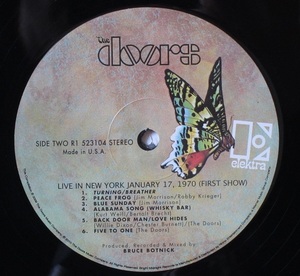 the
doors
SIDE TWO R1 523104 STEREO
Made in U.S.A.
elektra
LIVE IN NEW YORK JANUARY 17, 1970 (FIRST SHOW)
1. TUNING/BREATHER
2. PEACE FROG (Jim Morrison/Robby Krieger)
3. BLUE SUNDAY (Jim Morrison)
4. ALABAMA SONG (WHISKY BAR)
(Kurt Weill/Bertolt Brecht)
5. BACK DOOR MAN/LOVE HIDES
(Willie Dixon/Chester Burnett)/(The Doors)
6. FIVE TO ONE (The Doors)
Produced, Recorded & Mixed by
BRUCE BOTNICK